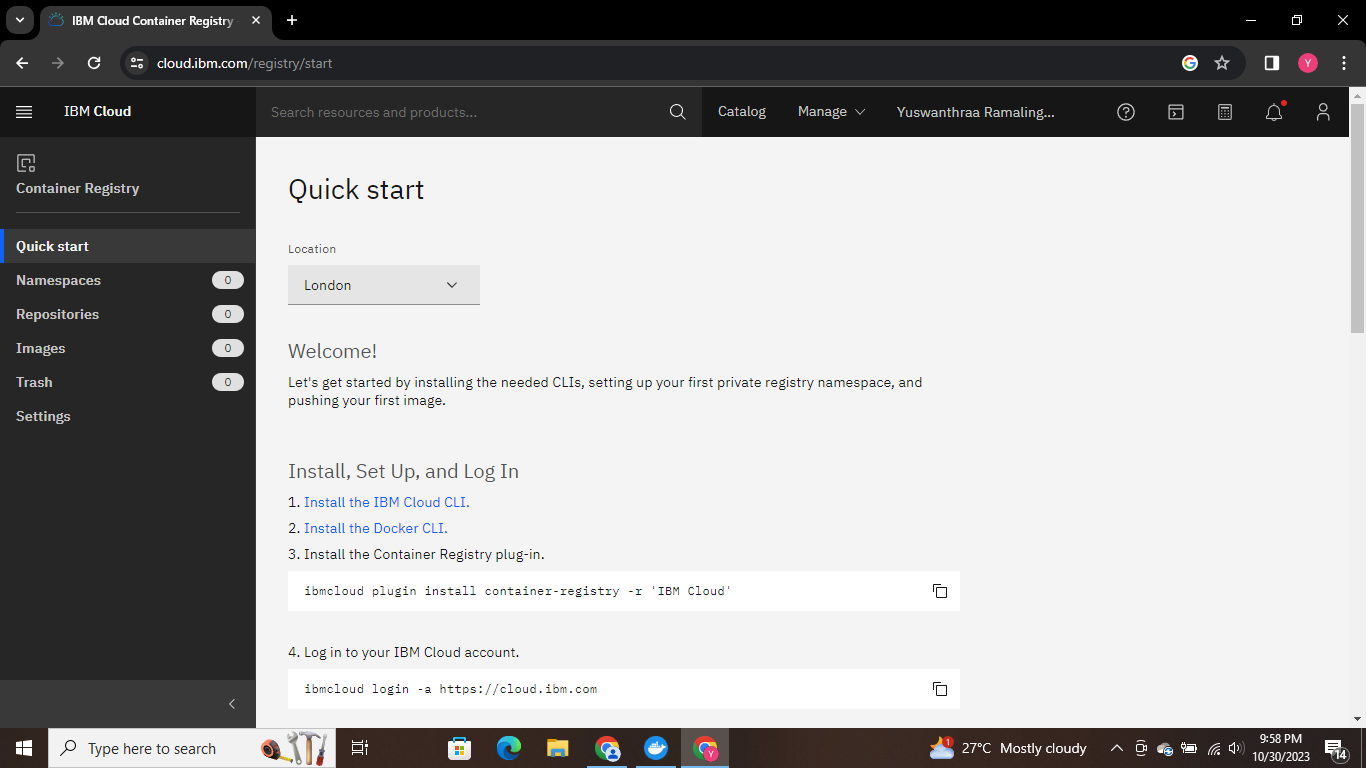 IBM Cloud Container Registry
cloud.ibm.com/registry/start
Y
IBM Cloud
Search resources and products...
Catalog
Manage
Yuswanthraa Ramaling...
Container Registry
Quick start
Namespaces 0
Repositories 0
Images 0
Trash 0
Settings
Quick start
Location
London
Welcome!
Let's get started by installing the needed CLIs, setting up your first private registry namespace, and
pushing your first image.
Install, Set Up, and Log In
1. Install the IBM Cloud CLI.
2. Install the Docker CLI.
3. Install the Container Registry plug-in.
ibmcloud plugin install container-registry -r 'IBM Cloud'
4. Log in to your IBM Cloud account.
ibmcloud login -a https://cloud.ibm.com
Type here to search
Y
1
27°C Mostly cloudy
9:58 PM
10/30/2023
14